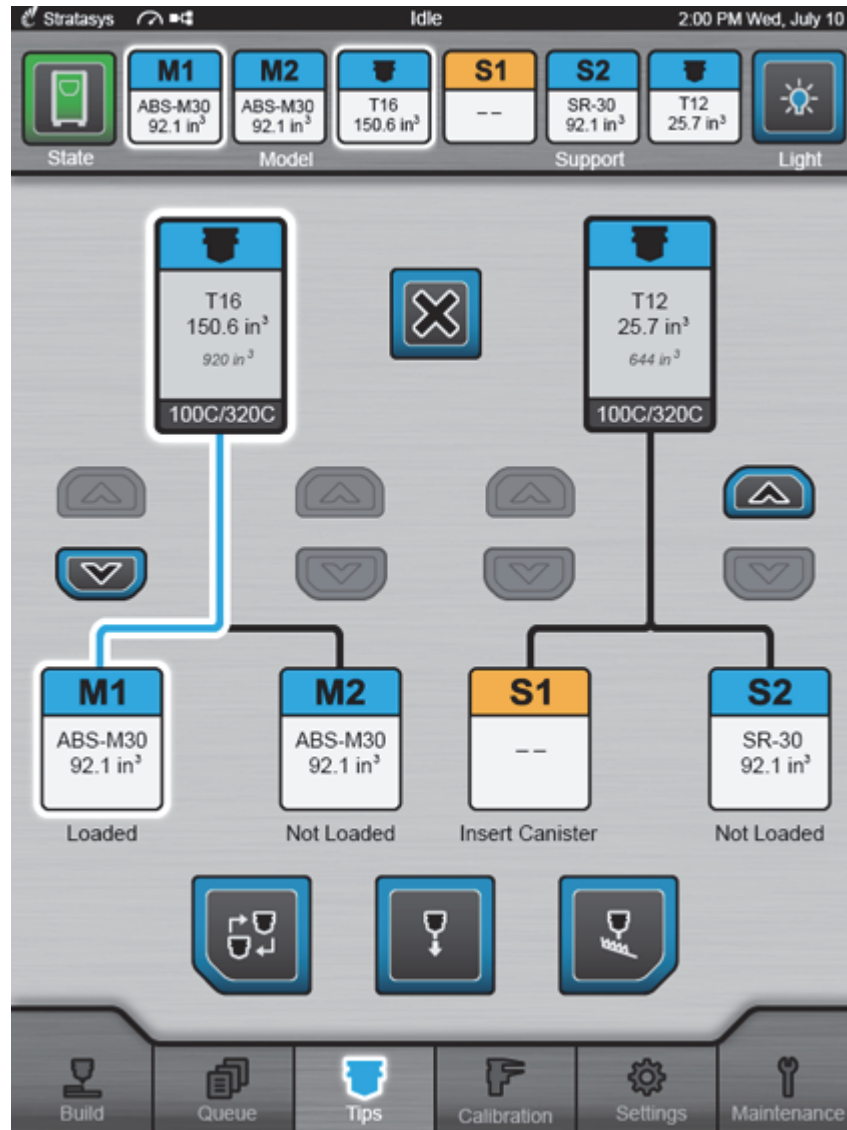 Stratasys
Idle
2:00 PM Wed, July 10
M1
ABS-M30
92.1 in³
M2
ABS-M30
92.1 in³
T16
150.6 in³
S1
--
S2
SR-30
92.1 in³
T12
25.7 in³
State
Model
Support
Light
T16
150.6 in³
920 in³
100C/320C
T12
25.7 in³
644 in³
100C/320C
M1
ABS-M30
92.1 in³
Loaded
M2
ABS-M30
92.1 in³
Not Loaded
S1
--
Insert Canister
S2
SR-30
92.1 in³
Not Loaded
Build
Queue
Tips
Calibration
Settings
Maintenance